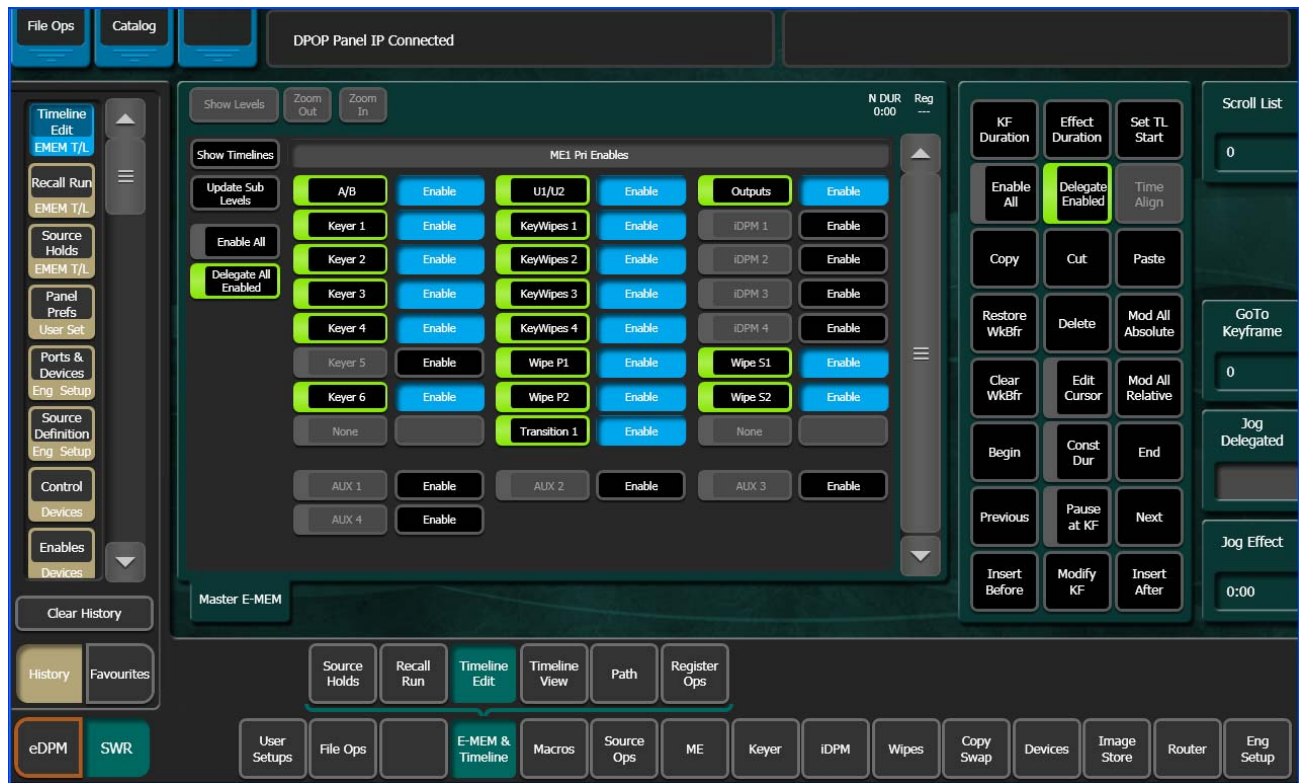 File Ops
Catalog
DPOP Panel IP Connected
Timeline
Edit
EMEM T/L
Recall Run
EMEM T/L
Source
Holds
EMEM T/L
Panel
Prefs
User Set
Ports &
Devices
Eng Setup
Source
Definition
Eng Setup
Control
Devices
Enables
Devices
Clear History
History
Favourites
eDPM
SWR
Show Levels
Zoom
Out
Zoom
In
N DUR
0:00
Reg
---
Show Timelines
Update Sub
Levels
Enable All
Delegate All
Enabled
ME1 Pri Enables
A/B Enable U1/U2 Enable Outputs Enable
Keyer 1 Enable KeyWipes 1 Enable iDPM 1 Enable
Keyer 2 Enable KeyWipes 2 Enable iDPM 2 Enable
Keyer 3 Enable KeyWipes 3 Enable iDPM 3 Enable
Keyer 4 Enable KeyWipes 4 Enable iDPM 4 Enable
Keyer 5 Enable Wipe P1 Enable Wipe S1 Enable
Keyer 6 Enable Wipe P2 Enable Wipe S2 Enable
None Transition 1 Enable None
AUX 1 Enable AUX 2 Enable AUX 3 Enable
AUX 4 Enable
Master E-MEM
KF
Duration
Effect
Duration
Set TL
Start
Enable
All
Delegate
Enabled
Time
Align
Copy
Cut
Paste
Restore
WkBfr
Delete
Mod All
Absolute
Clear
WkBfr
Edit
Cursor
Mod All
Relative
Begin
Const
Dur
End
Previous
Pause
at KF
Next
Insert
Before
Modify
KF
Insert
After
Scroll List
0
GoTo
Keyframe
0
Jog
Delegated
Jog Effect
0:00
Source
Holds
Recall
Run
Timeline
Edit
Timeline
View
Path
Register
Ops
User
Setups
File Ops
E-MEM &
Timeline
Macros
Source
Ops
ME
Keyer
iDPM
Wipes
Copy
Swap
Devices
Image
Store
Router
Eng
Setup